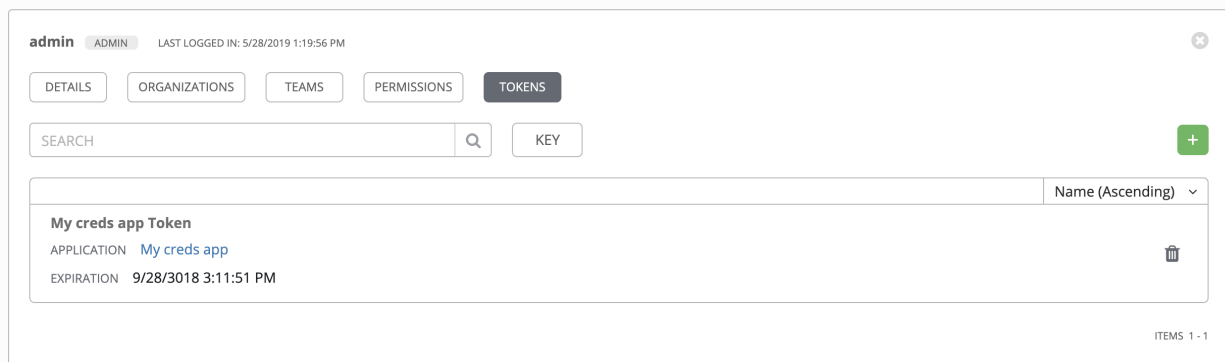 admin ADMIN LAST LOGGED IN: 5/28/2019 1:19:56 PM
DETAILS ORGANIZATIONS TEAMS PERMISSIONS TOKENS
SEARCH KEY +
Name (Ascending)
My creds app Token
APPLICATION My creds app
EXPIRATION 9/28/3018 3:11:51 PM
ITEMS 1 - 1